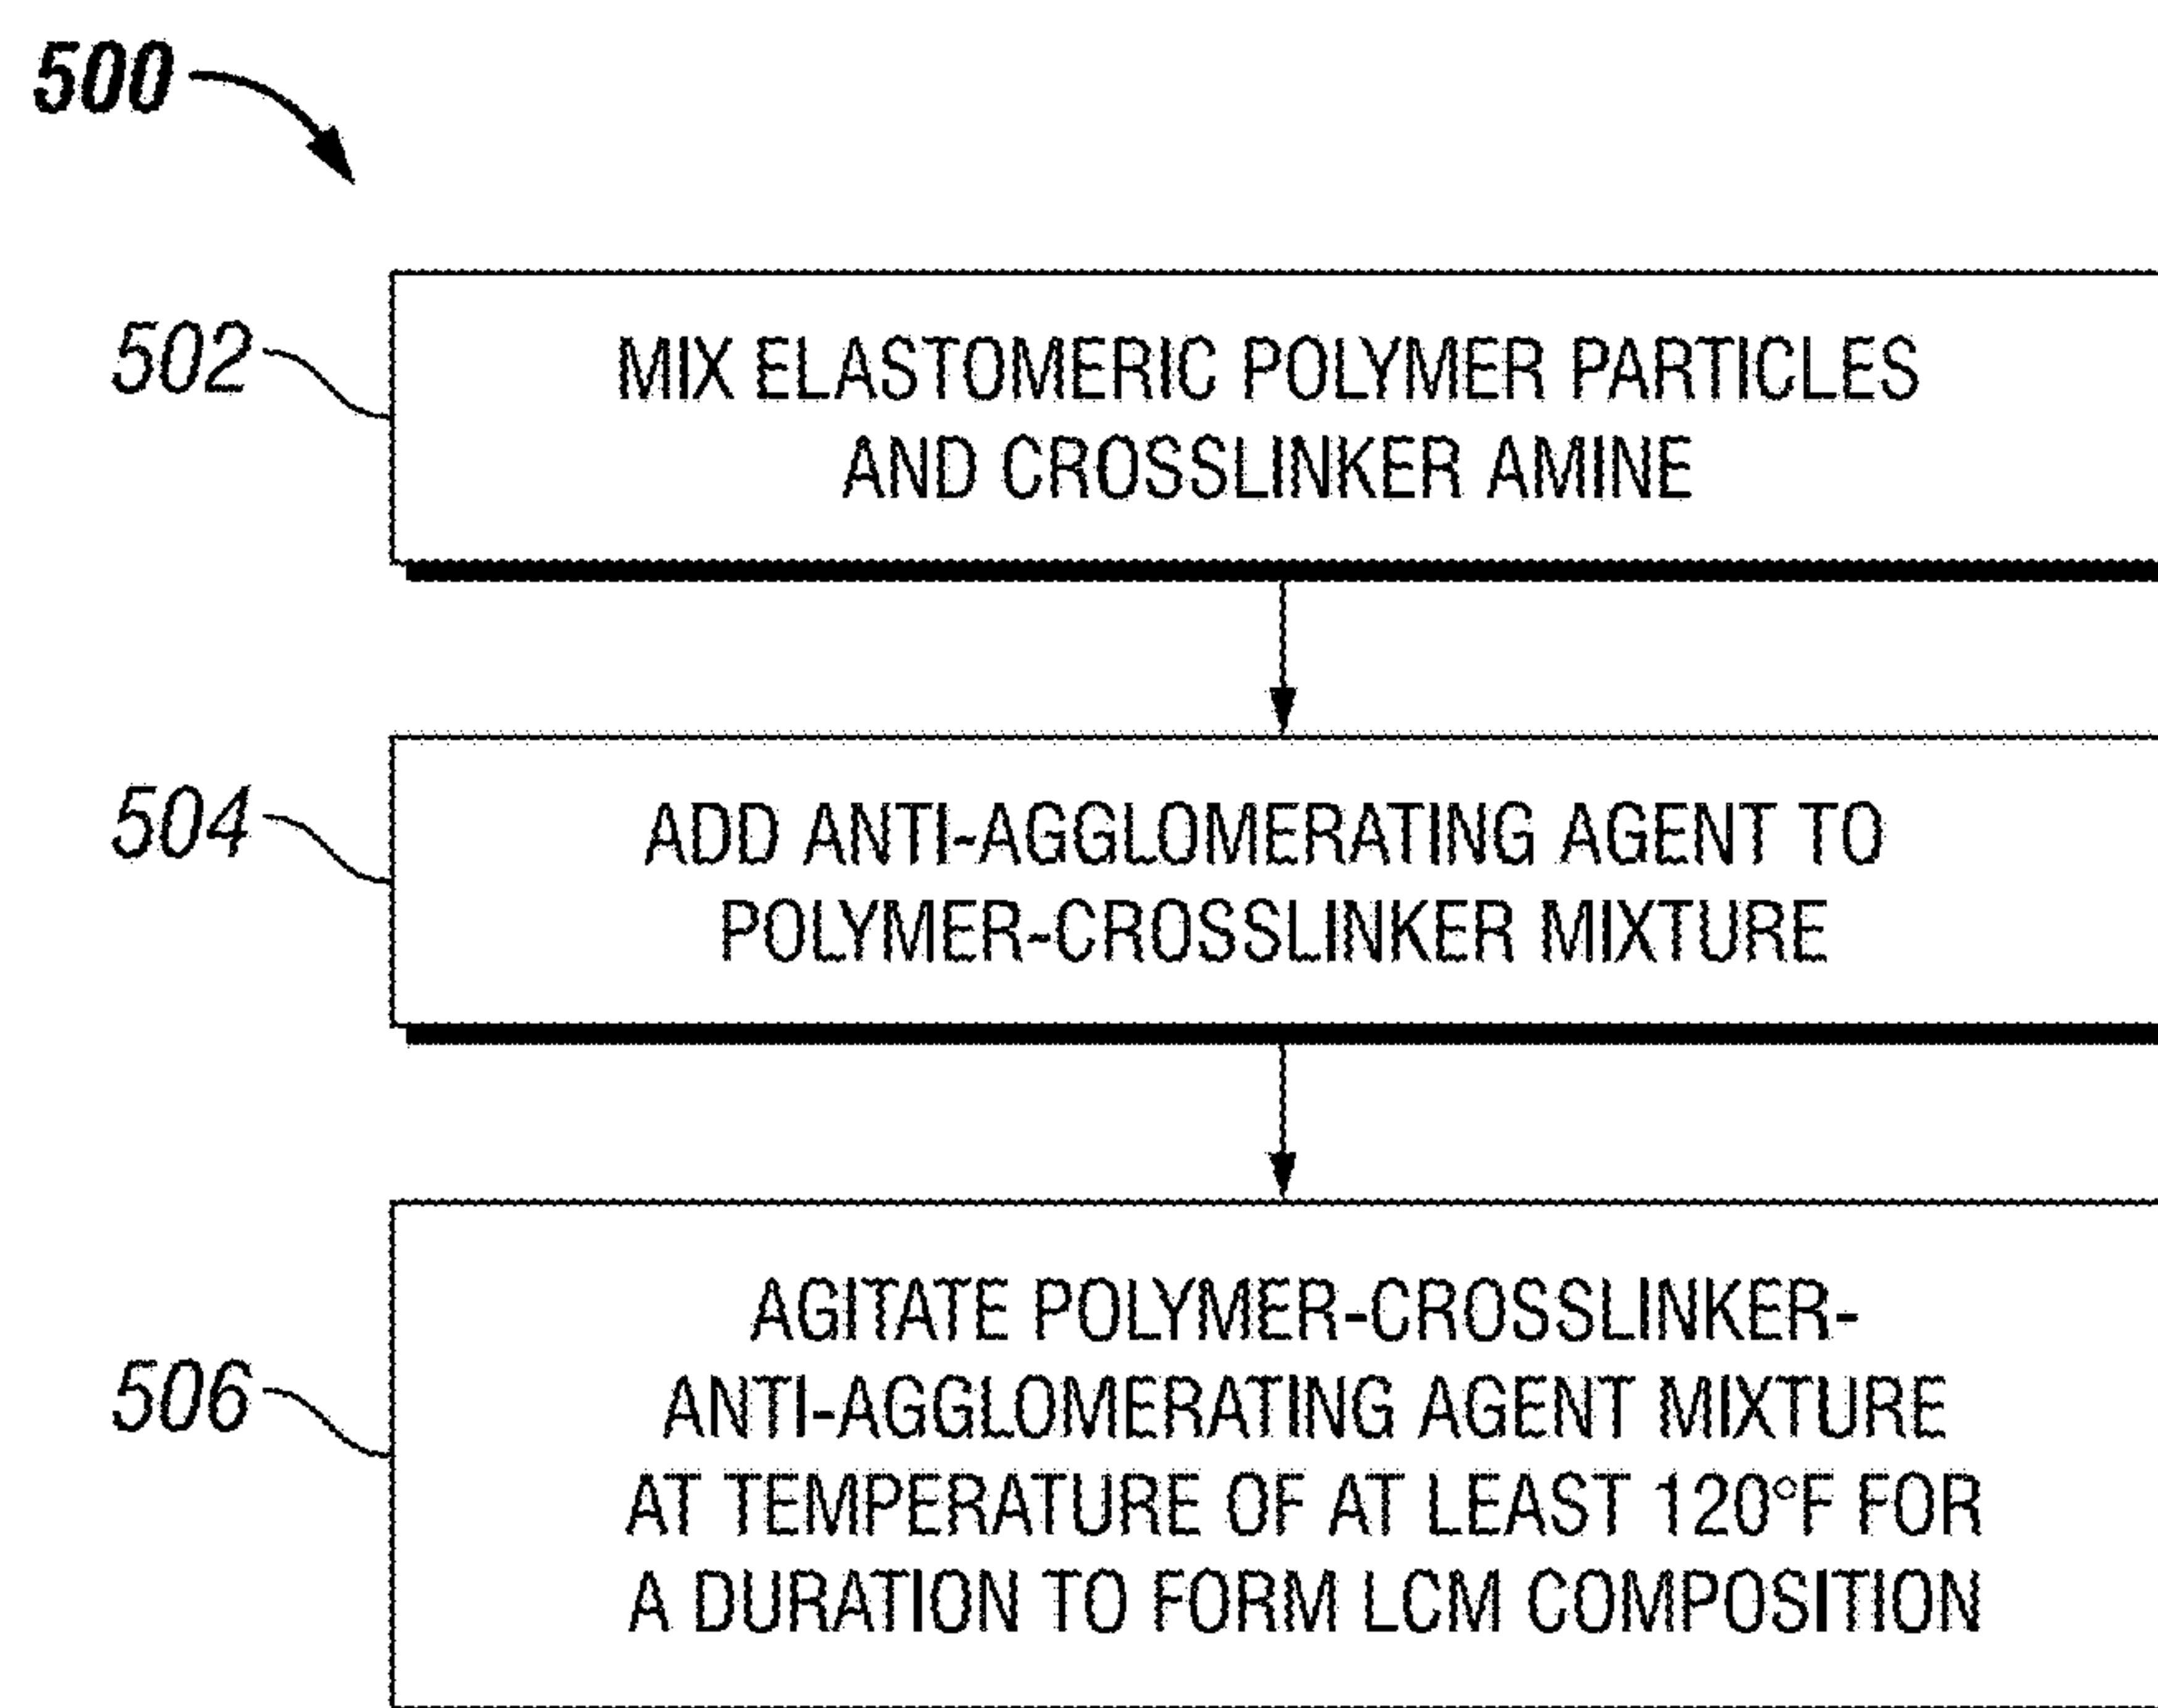 500
502
MIX ELASTOMERIC POLYMER PARTICLES
AND CROSSLINKER AMINE
504
ADD ANTI-AGGLOMERATING AGENT TO
POLYMER-CROSSLINKER MIXTURE
506
AGITATE POLYMER-CROSSLINKER-
ANTI-AGGLOMERATING AGENT MIXTURE
AT TEMPERATURE OF AT LEAST 120°F FOR
A DURATION TO FORM LCM COMPOSITION